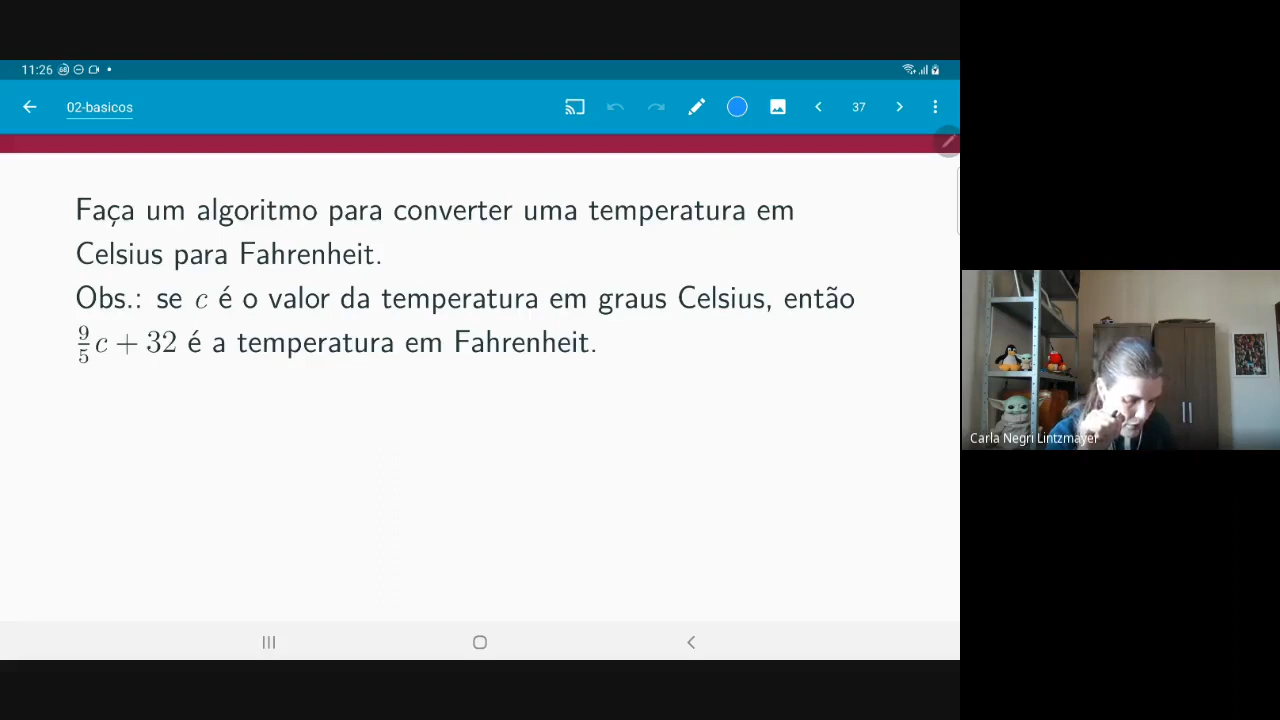 11:26
02-basicos
37
Faça um algoritmo para converter uma temperatura em
Celsius para Fahrenheit.
Obs.: se c é o valor da temperatura em graus Celsius, então
9/5 c + 32 é a temperatura em Fahrenheit.
Carla Negri Lintzmayer